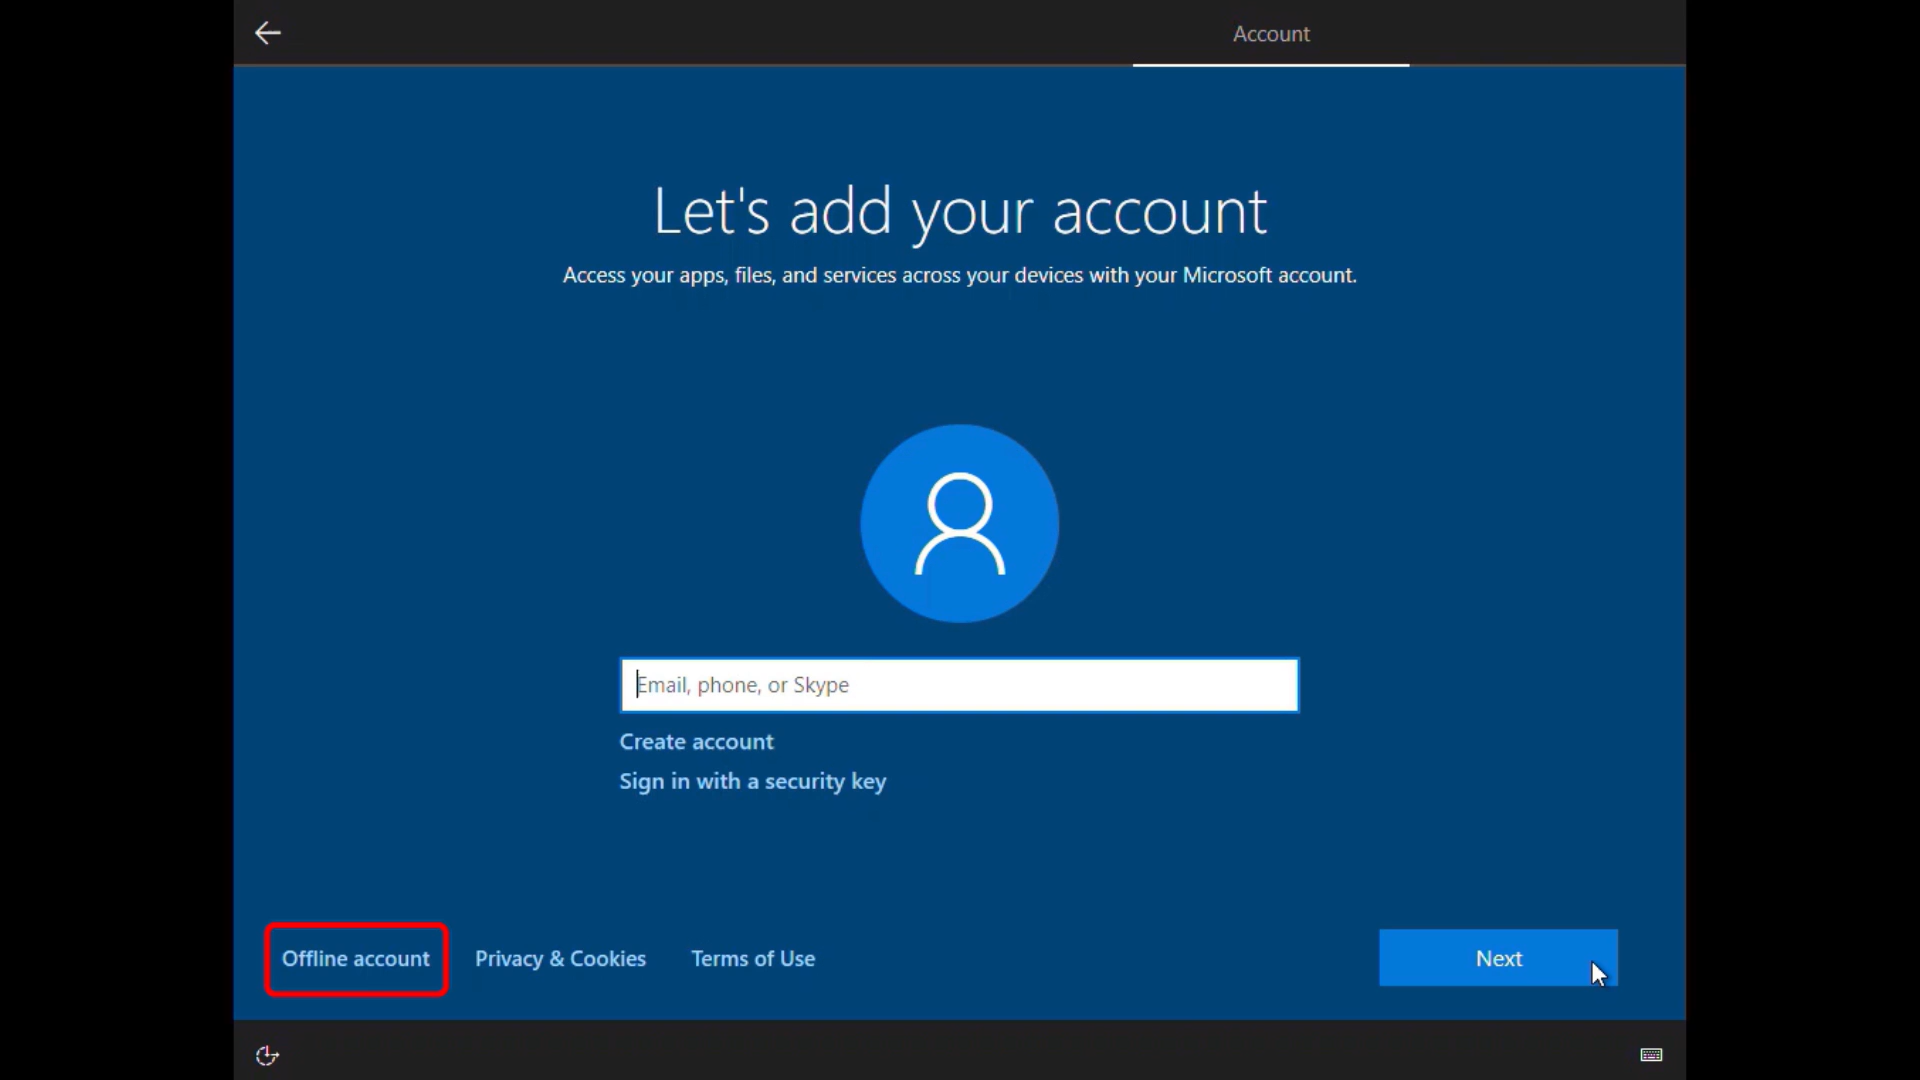 Account
Let's add your account
Access your apps, files, and services across your devices with your Microsoft account.
Email, phone, or Skype
Create account
Sign in with a security key
Offline account
Privacy & Cookies
Terms of Use
Next